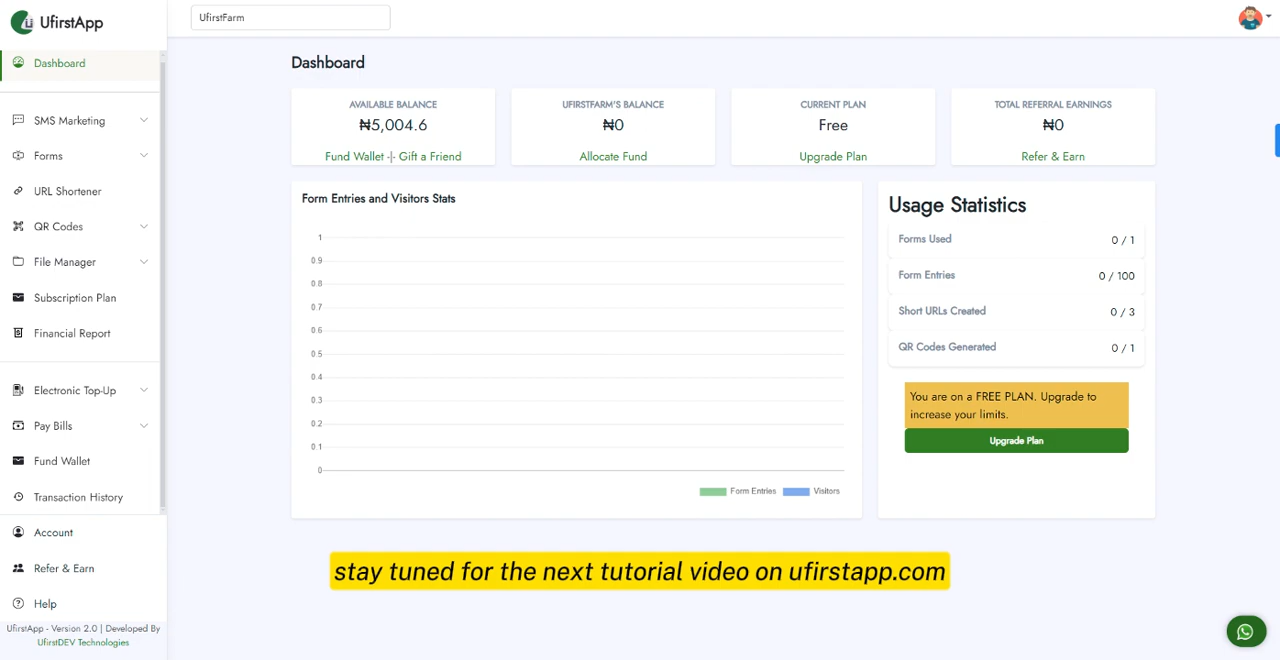 UfirstApp
UfirstFarm
Dashboard
SMS Marketing
Forms
URL Shortener
QR Codes
File Manager
Subscription Plan
Financial Report
Electronic Top-Up
Pay Bills
Fund Wallet
Transaction History
Account
Refer & Earn
Help
UfirstApp - Version 2.0 | Developed By
UfirstDEV Technologies
Dashboard
AVAILABLE BALANCE
₦5,004.6
Fund Wallet -|- Gift a Friend
UFIRSTFARM'S BALANCE
₦0
Allocate Fund
CURRENT PLAN
Free
Upgrade Plan
TOTAL REFERRAL EARNINGS
₦0
Refer & Earn
Form Entries and Visitors Stats
1
0.9
0.8
0.7
0.6
0.5
0.4
0.3
0.2
0.1
0
Form Entries
Visitors
Usage Statistics
Forms Used 0 / 1
Form Entries 0 / 100
Short URLs Created 0 / 3
QR Codes Generated 0 / 1
You are on a FREE PLAN. Upgrade to
increase your limits.
Upgrade Plan
stay tuned for the next tutorial video on ufirstapp.com